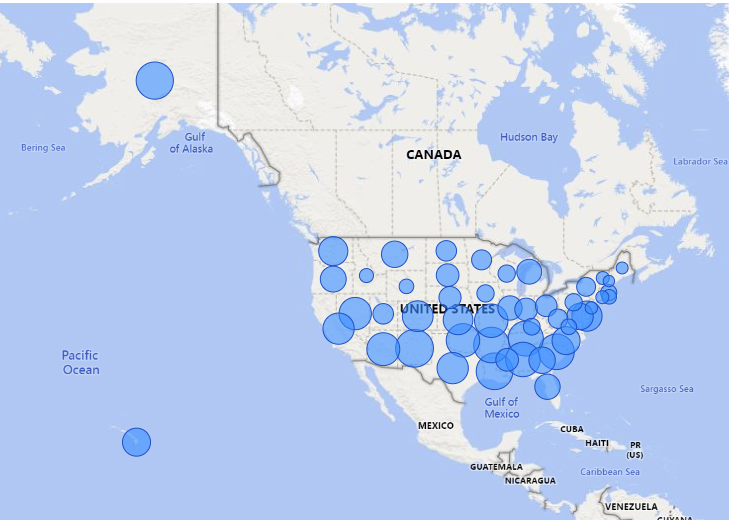 Bering Sea
Gulf
of Alaska
CANADA
Hudson Bay
Labrador Sea
UNITED STATES
Pacific
Ocean
Gulf of
Mexico
Sargasso Sea
MEXICO
CUBA
HAITI
PR
(US)
GUATEMALA
NICARAGUA
Caribbean Sea
VENEZUELA
GUYANA